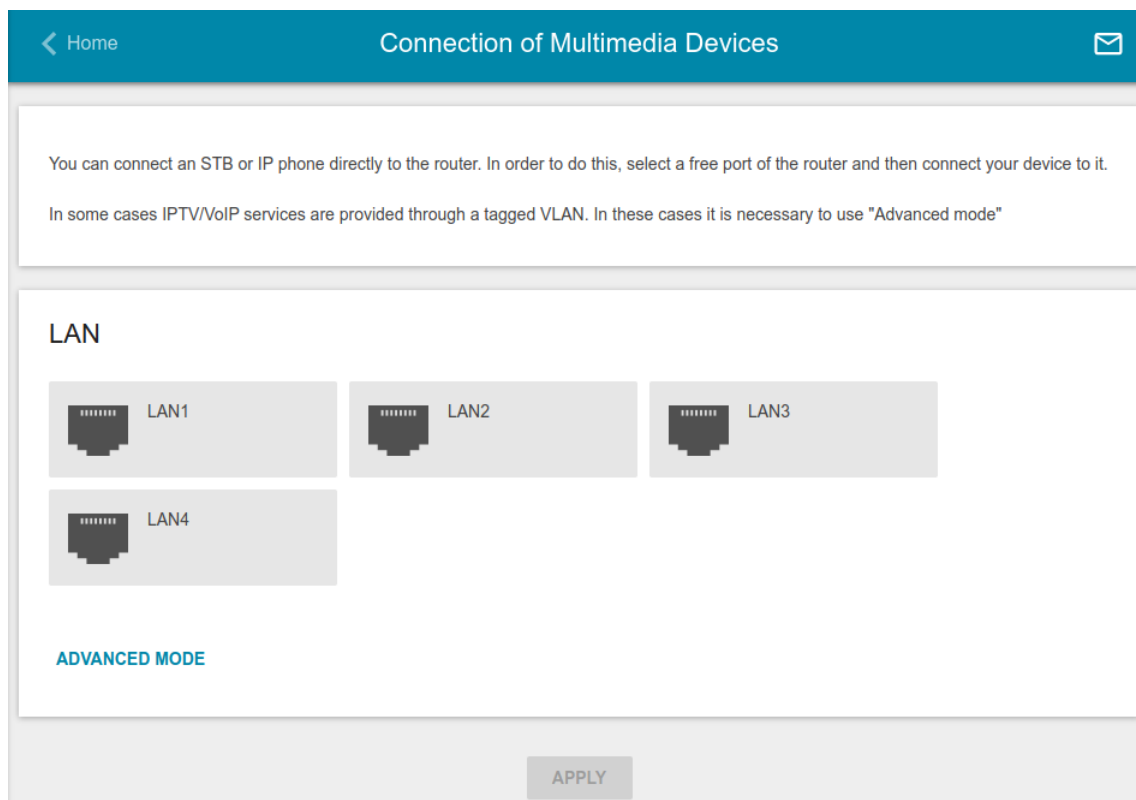 Home
Connection of Multimedia Devices
You can connect an STB or IP phone directly to the router. In order to do this, select a free port of the router and then connect your device to it.
In some cases IPTV/VoIP services are provided through a tagged VLAN. In these cases it is necessary to use "Advanced mode"
LAN
LAN1
LAN2
LAN3
LAN4
ADVANCED MODE
APPLY